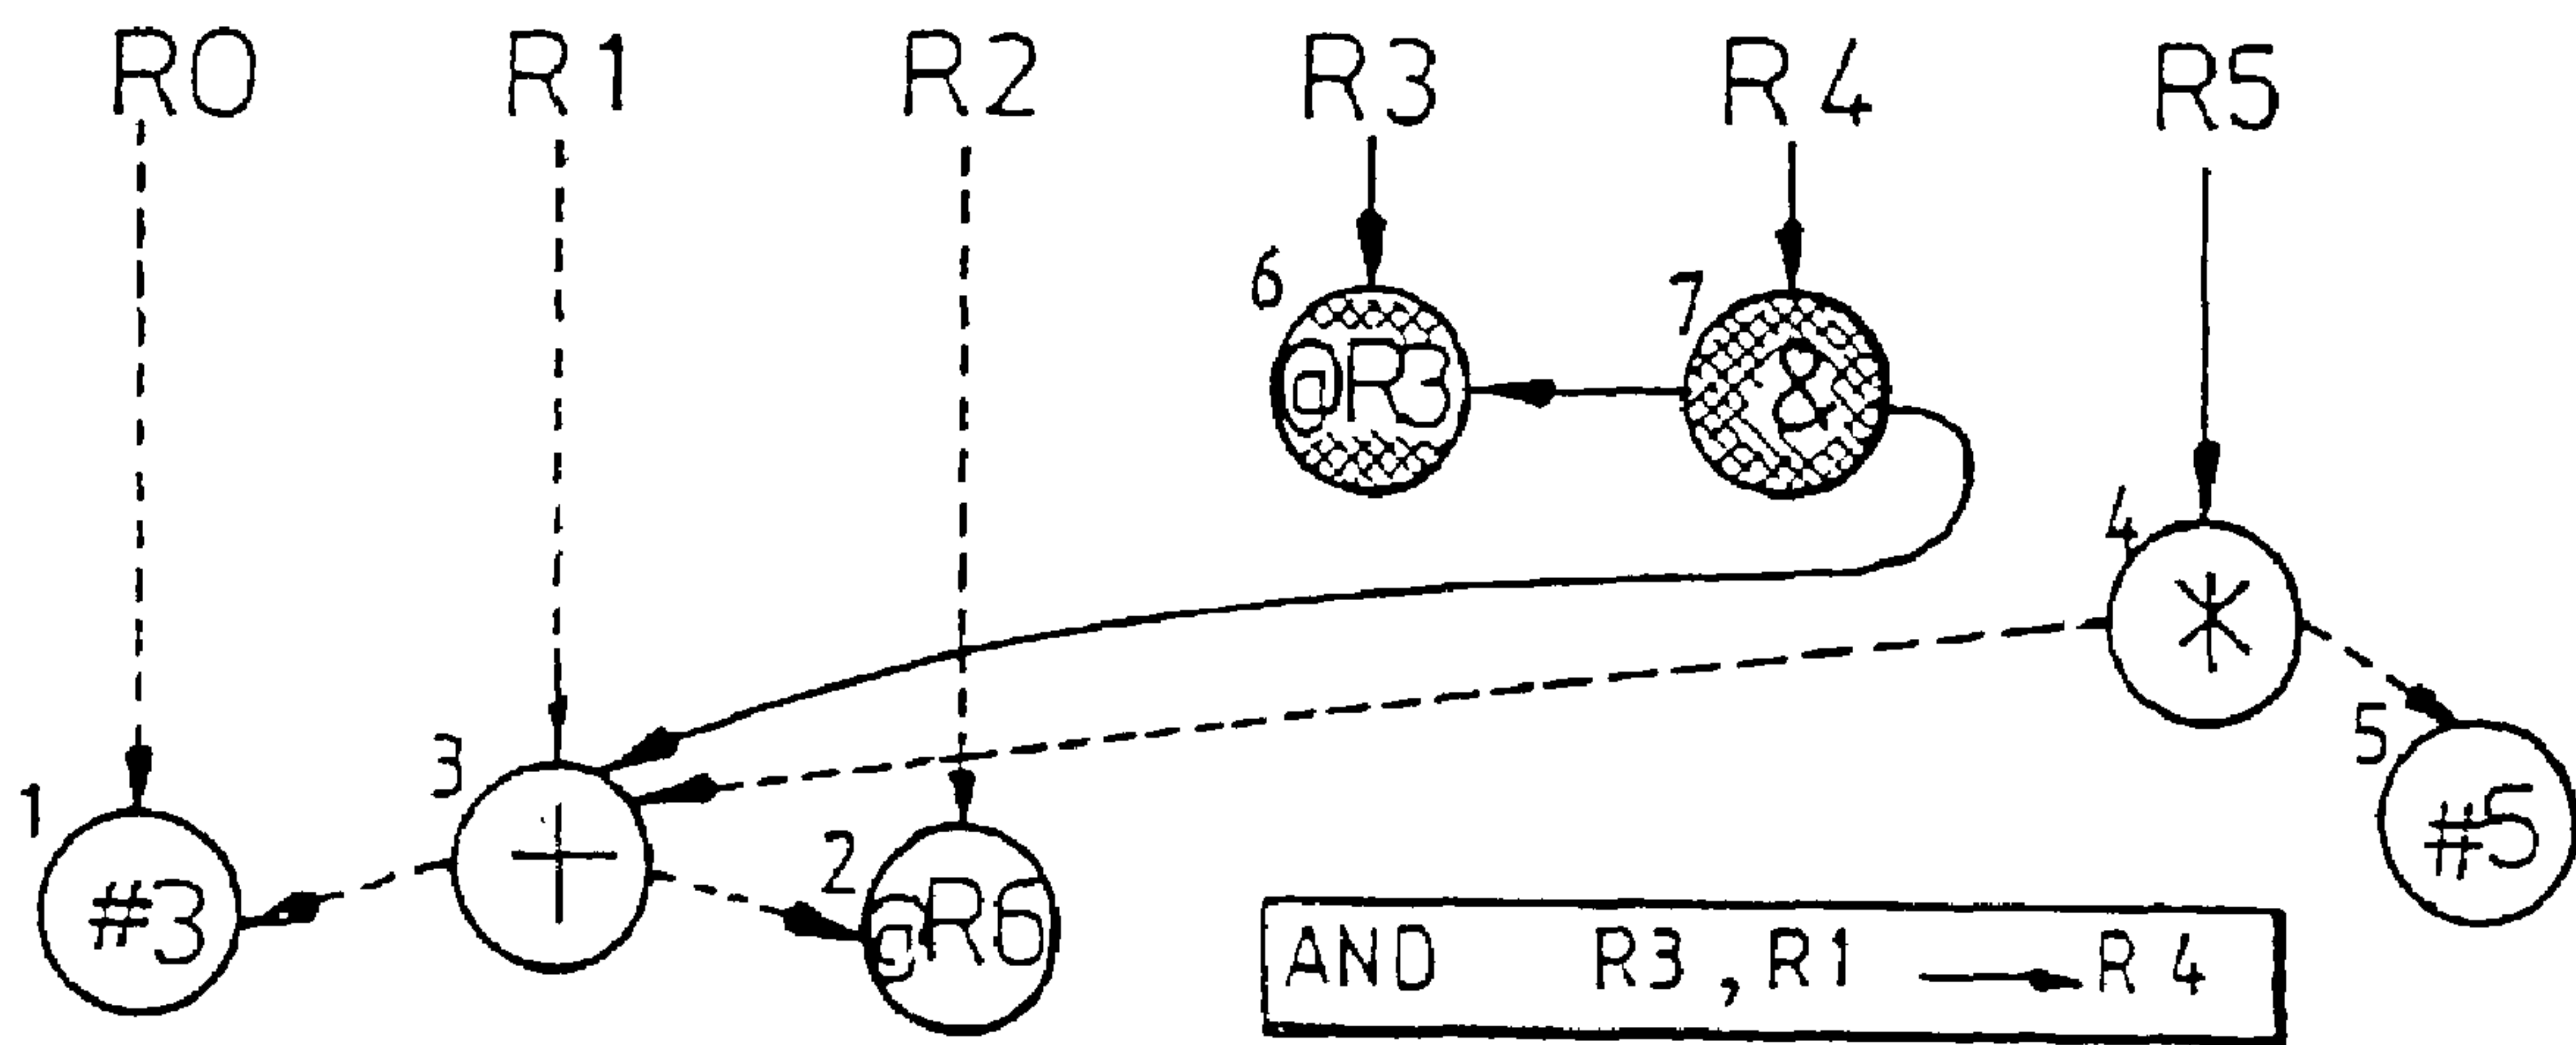 R0 R1 R2 R3 R4 R5
6 @R3 7 &
4 *
1 #3 3 + 2 @R6 5 #5
AND R3, R1 → R4